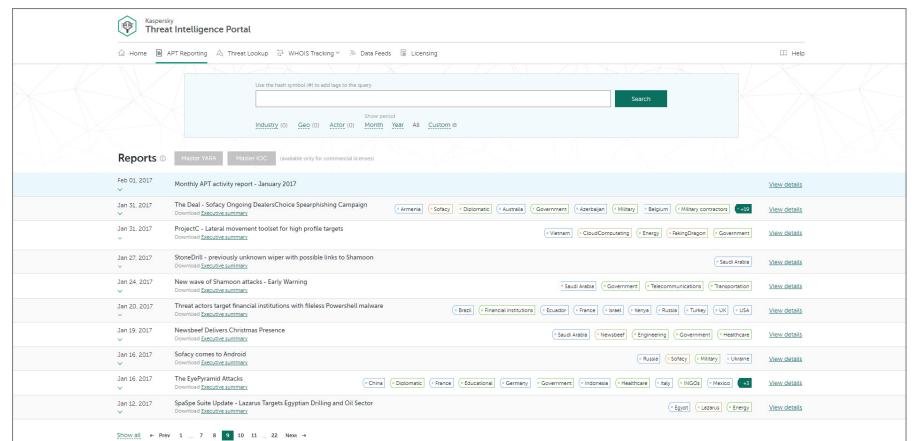 Kaspersky
Threat Intelligence Portal
Home APT Reporting Threat Lookup WHOIS Tracking Data Feeds Licensing Help
Use the hash symbol (#) to add tags to the query
Search
Show period
Industry (0) Geo (0) Actor (0) Month Year All Custom
Reports Master YARA Master IOC (available only for commercial licenses)
Feb 01, 2017 Monthly APT activity report - January 2017 View details
Jan 31, 2017 The Deal - Sofacy Ongoing DealersChoice Spearphishing Campaign Armenia Sofacy Diplomatic Australia Government Azerbaijan Military Belgium Military contractors +19 View details
Download Executive summary
Jan 31, 2017 ProjectC - Lateral movement toolset for high profile targets Vietnam CloudComputing Energy FakingDragon Government View details
Download Executive summary
Jan 27, 2017 StoneDrill - previously unknown wiper with possible links to Shamoon Saudi Arabia View details
Download Executive summary
Jan 24, 2017 New wave of Shamoon attacks - Early Warning Saudi Arabia Government Telecommunications Transportation View details
Download Executive summary
Jan 20, 2017 Threat actors target financial institutions with fileless Powershell malware Brazil Financial institutions Ecuador France Israel Kenya Russia Turkey UK USA View details
Download Executive summary
Jan 19, 2017 Newsbeef Delivers Christmas Presence Saudi Arabia Newsbeef Engineering Government Healthcare View details
Download Executive summary
Jan 16, 2017 Sofacy comes to Android Russia Sofacy Military Ukraine View details
Download Executive summary
Jan 16, 2017 The EyePyramid Attacks China Diplomatic France Educational Germany Government Indonesia Healthcare Italy INGOs Mexico +3 View details
Download Executive summary
Jan 12, 2017 SpaSpe Suite Update - Lazarus Targets Egyptian Drilling and Oil Sector Egypt Lazarus Energy View details
Download Executive summary
Show all ← Prev 1 ... 7 8 9 10 11 ... 22 Next →